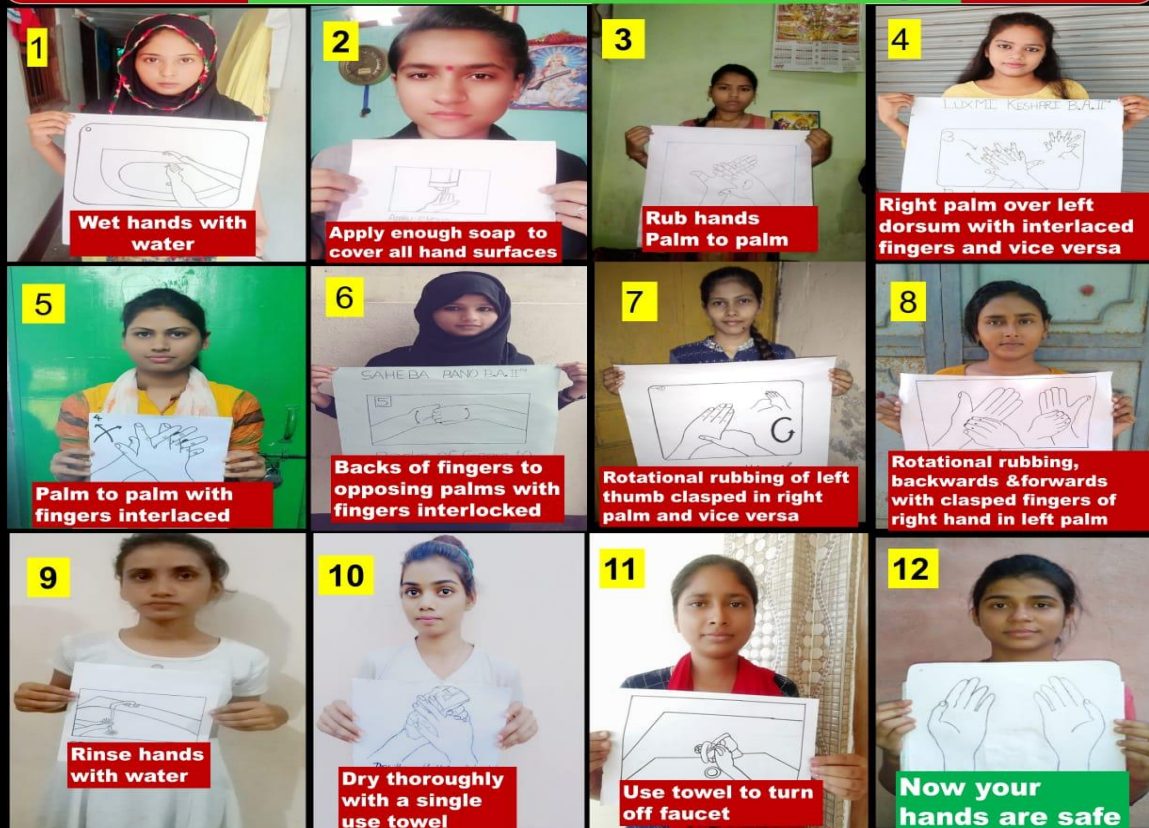 1
Wet hands with
water
2
Apply enough soap to
cover all hand surfaces
3
Rub hands
Palm to palm
4
LUXMI KESHARI B.A.IInd
3
Right palm over left
dorsum with interlaced
fingers and vice versa
5
4
Palm to palm with
fingers interlaced
6
SAHEBA BANO B.A.IInd
5
Backs of fingers to
opposing palms with
fingers interlocked
7
Rotational rubbing of left
thumb clasped in right
palm and vice versa
8
Rotational rubbing,
backwards &forwards
with clasped fingers of
right hand in left palm
9
Rinse hands
with water
10
Dry thoroughly
with a single
use towel
11
Use towel to turn
off faucet
12
Now your
hands are safe